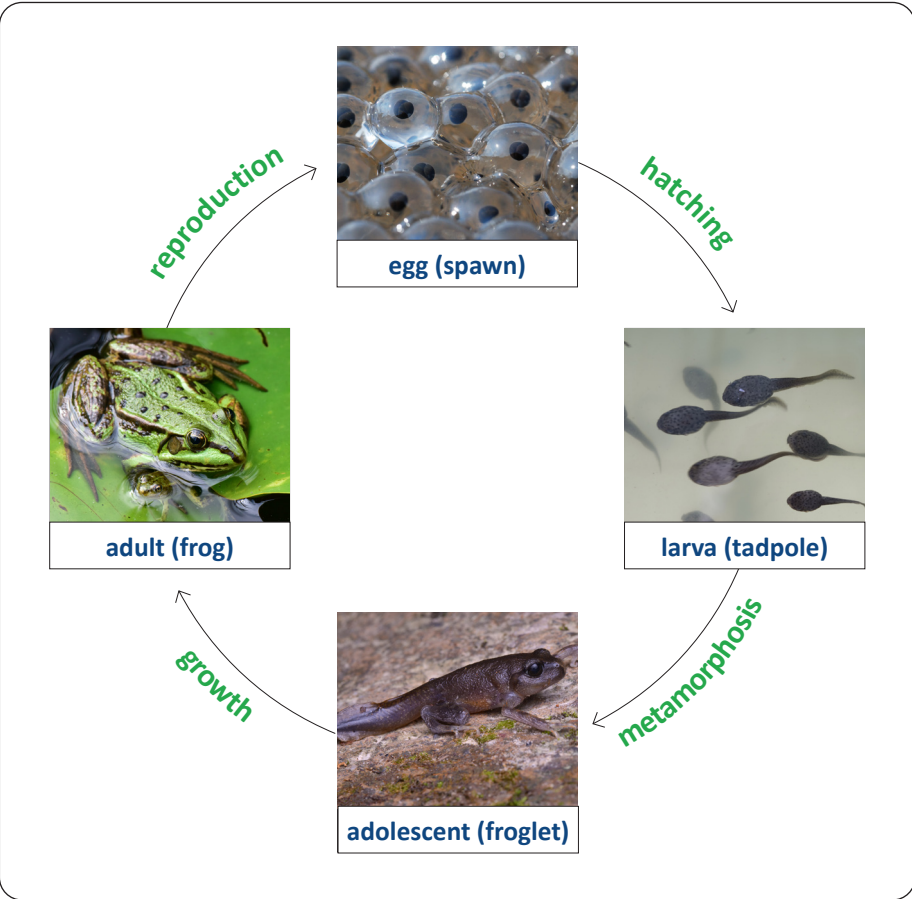 egg (spawn)
hatching
larva (tadpole)
metamorphosis
adolescent (froglet)
growth
adult (frog)
reproduction